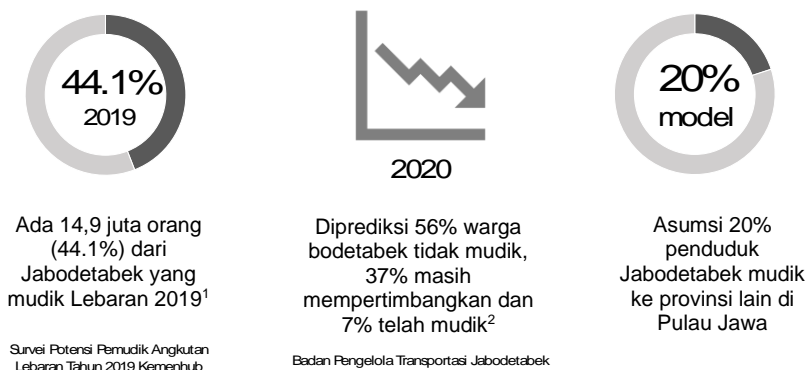 44.1%
2019
Ada 14,9 juta orang
(44.1%) dari
Jabodetabek yang
mudik Lebaran 2019¹
Survei Potensi Pemudik Angkutan
Lebaran Tahun 2019 Kemenhub
2020
Diprediksi 56% warga
bodetabek tidak mudik,
37% masih
mempertimbangkan dan
7% telah mudik²
Badan Pengelola Transportasi Jabodetabek
20%
model
Asumsi 20%
penduduk
Jabodetabek mudik
ke provinsi lain di
Pulau Jawa